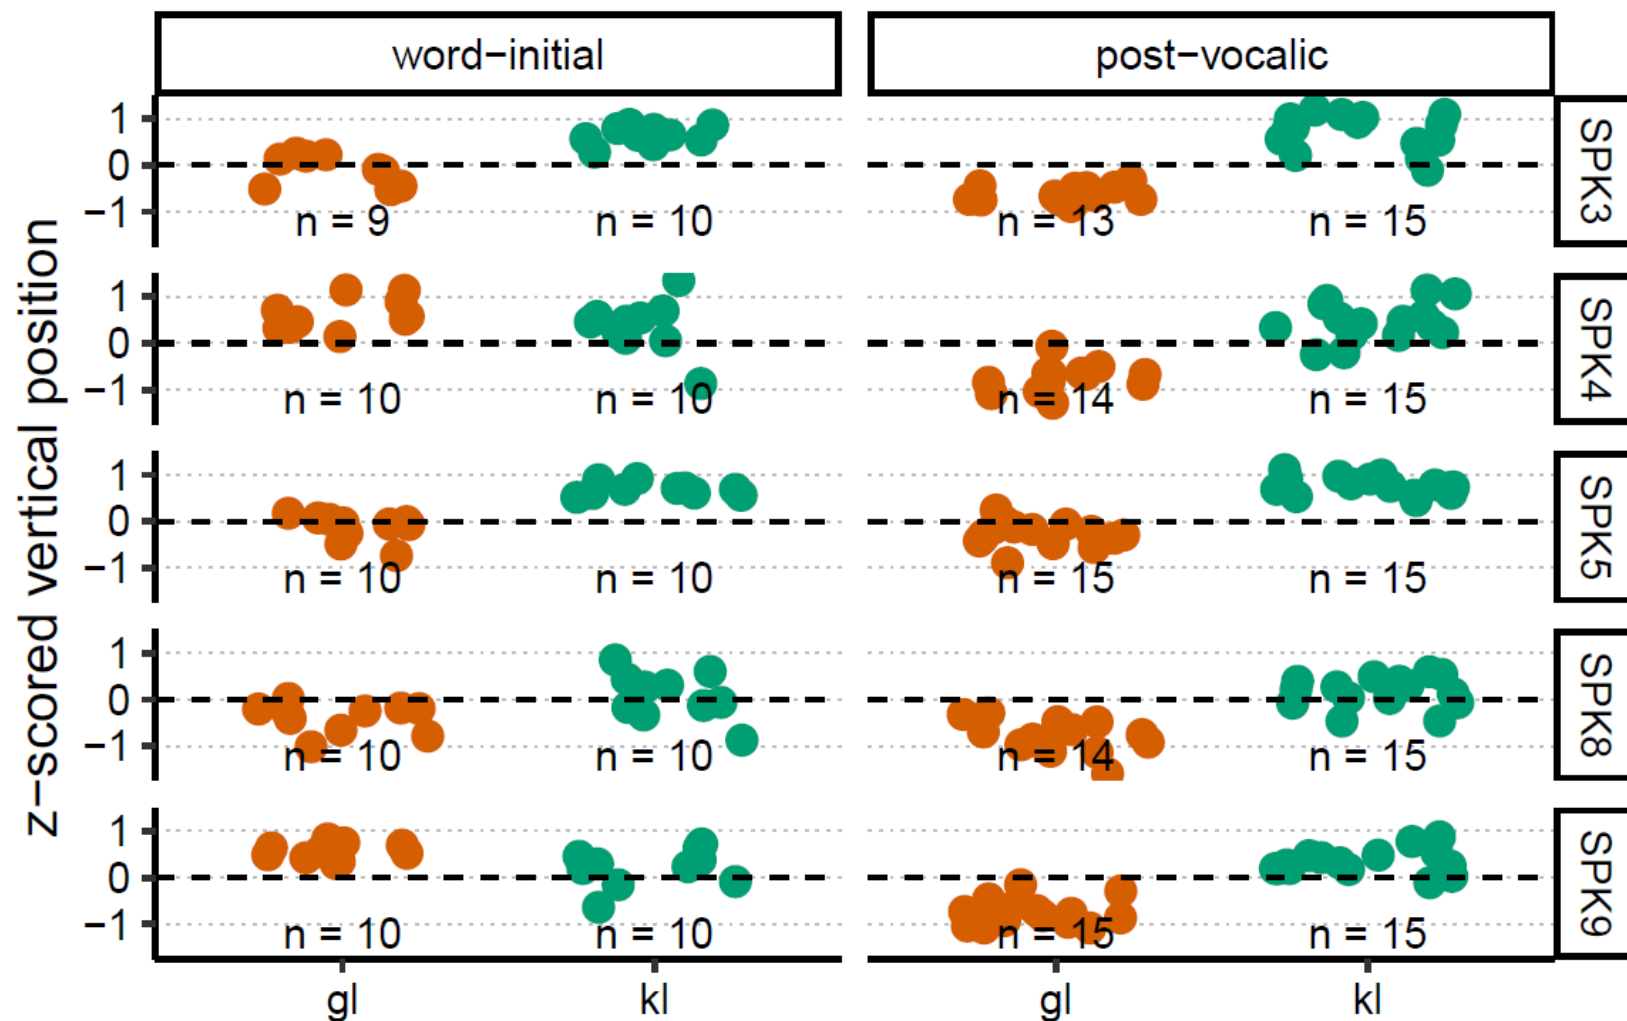 word−initial post−vocalic
z−scored vertical position
1
0
−1
n = 9 n = 10 n = 13 n = 15
SPK3
1
0
−1
n = 10 n = 10 n = 14 n = 15
SPK4
1
0
−1
n = 10 n = 10 n = 15 n = 15
SPK5
1
0
−1
n = 10 n = 10 n = 14 n = 15
SPK8
1
0
−1
n = 10 n = 10 n = 15 n = 15
SPK9
gl kl gl kl